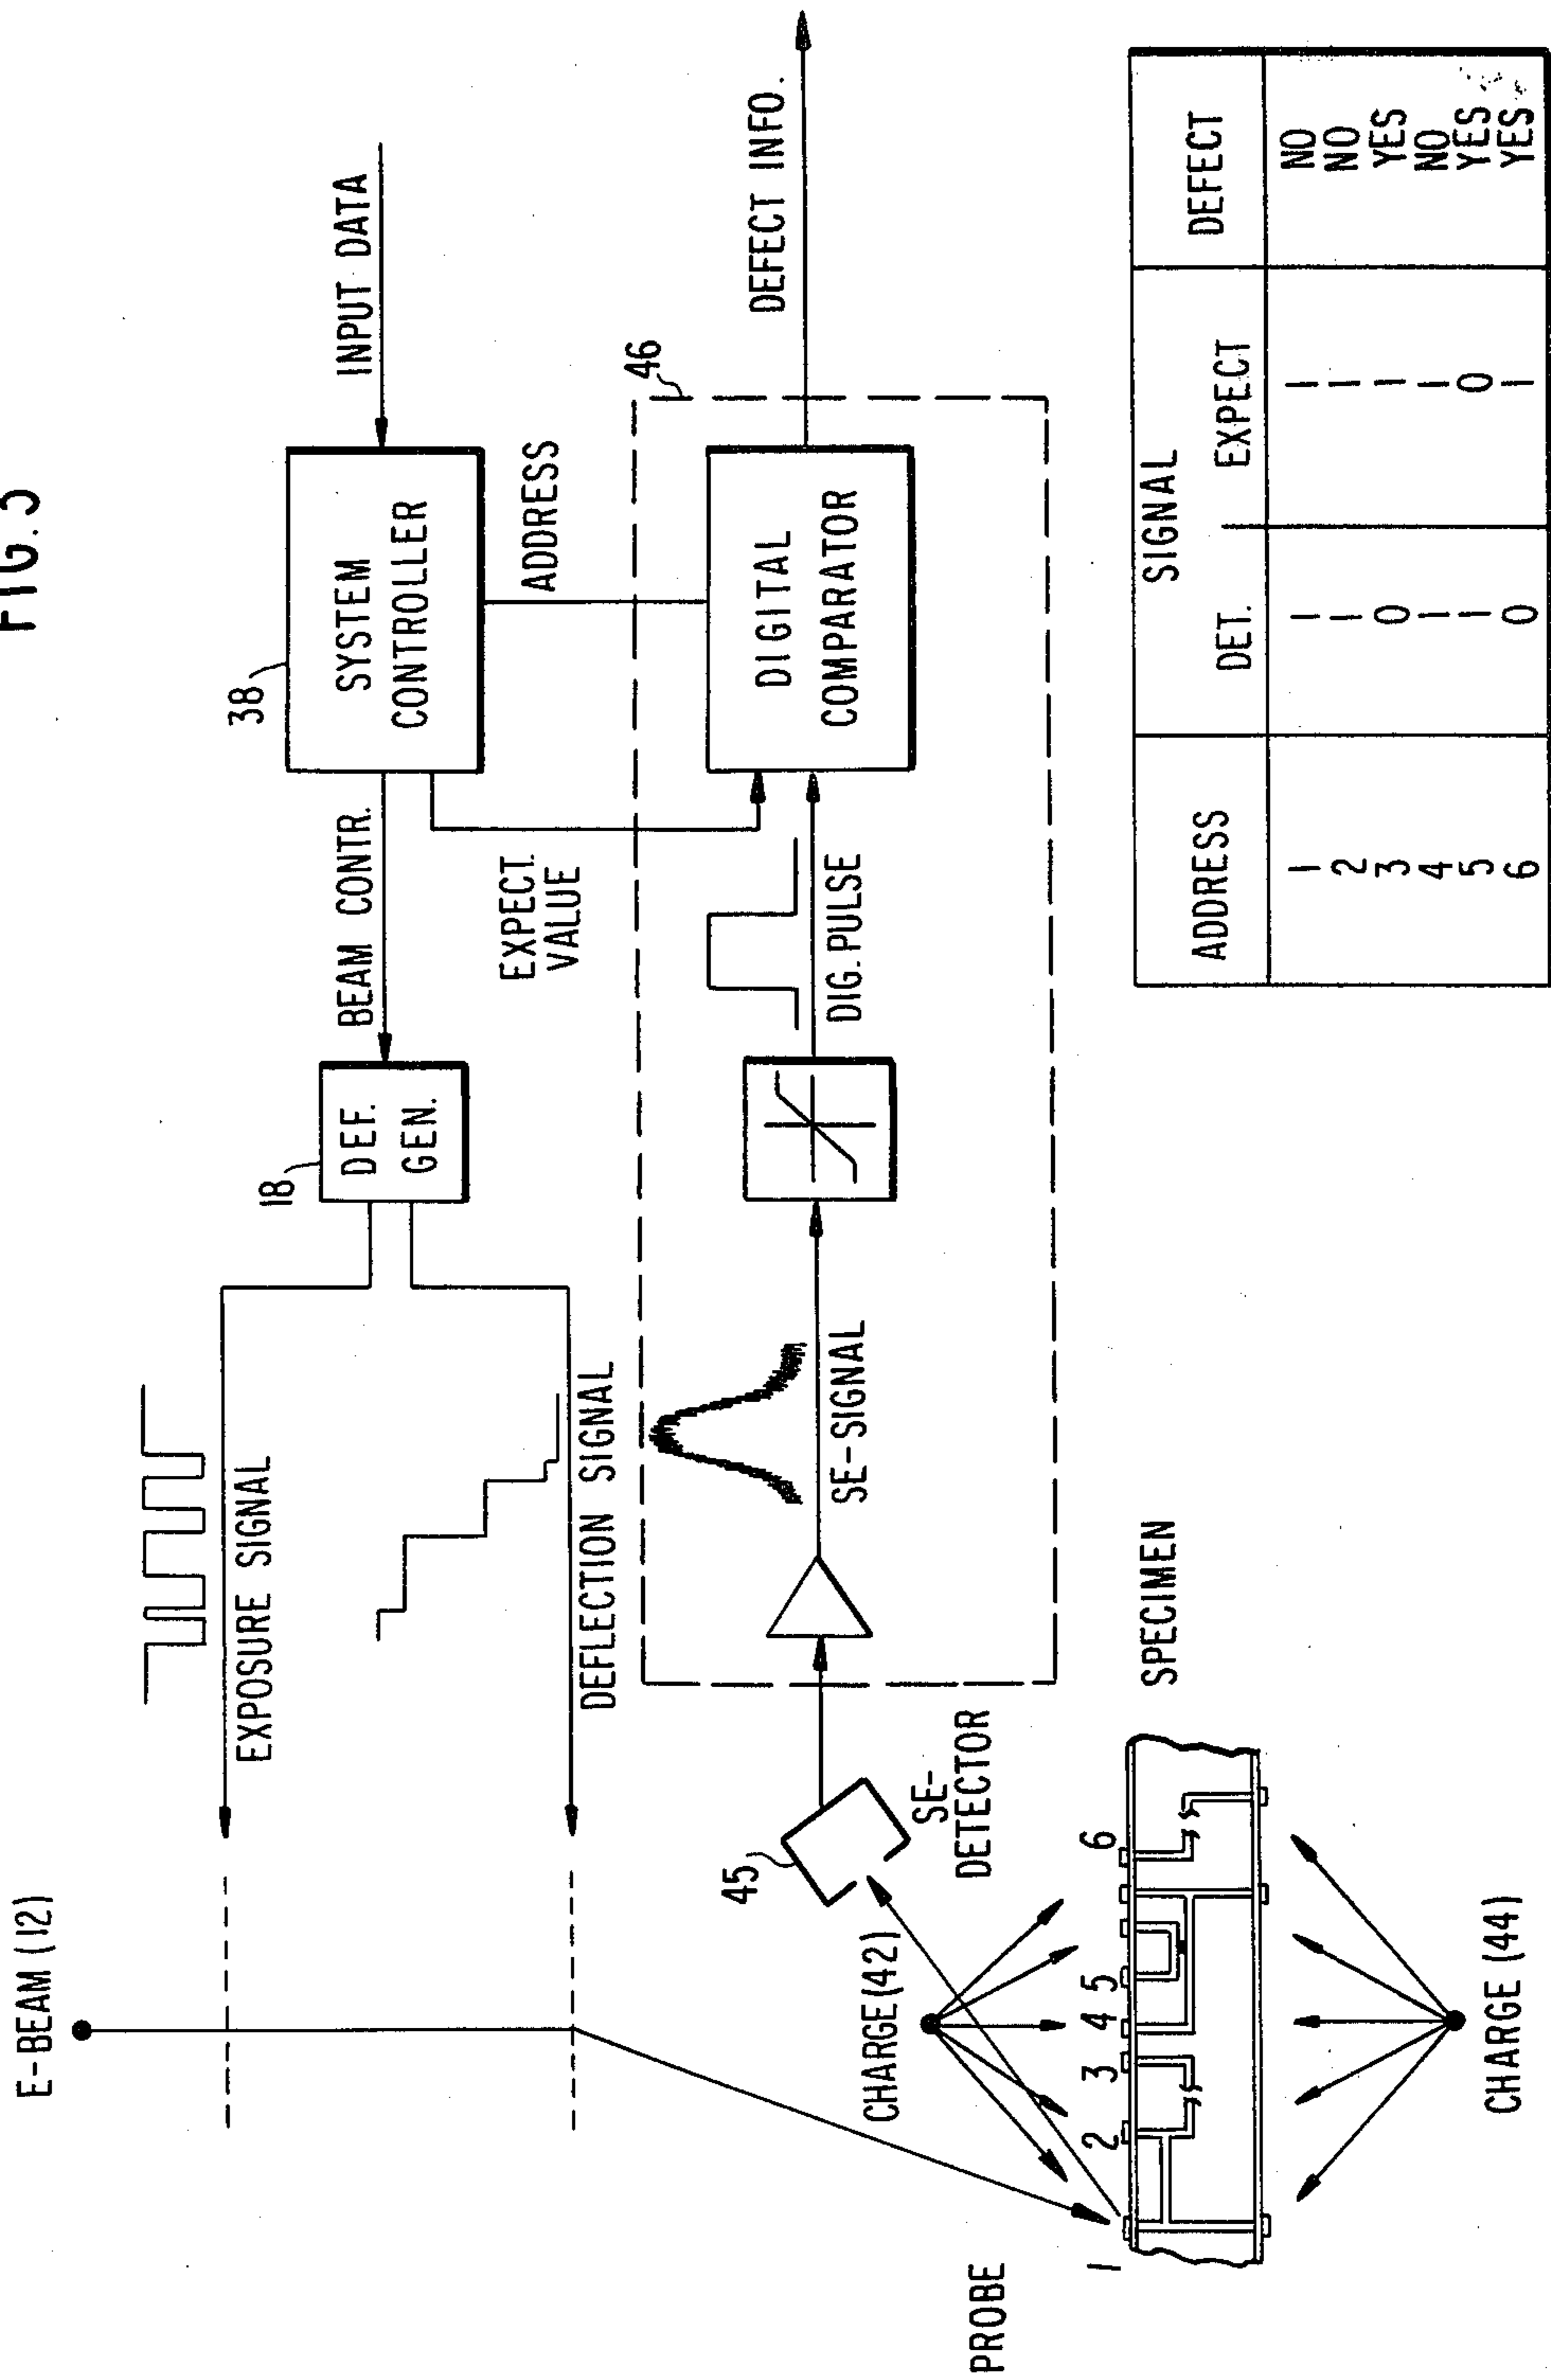 FIG.5
E-BEAM (12)
EXPOSURE SIGNAL
DEFLECTION SIGNAL
18
DEF.
GEN.
BEAM CONTR.
38
SYSTEM
CONTROLLER
INPUT DATA
EXPECT.
VALUE
ADDRESS
46
45
SE-
DETECTOR
SE-SIGNAL
DIG. PULSE
DIGITAL
COMPARATOR
DEFECT INFO.
PROBE
CHARGE (42)
1 2 3 4 5 6
SPECIMEN
CHARGE (44)
ADDRESS SIGNAL DEFECT
DET. EXPECT
1 1 1 NO
2 1 1 NO
3 0 1 YES
4 1 1 NO
5 1 0 YES
6 0 1 YES